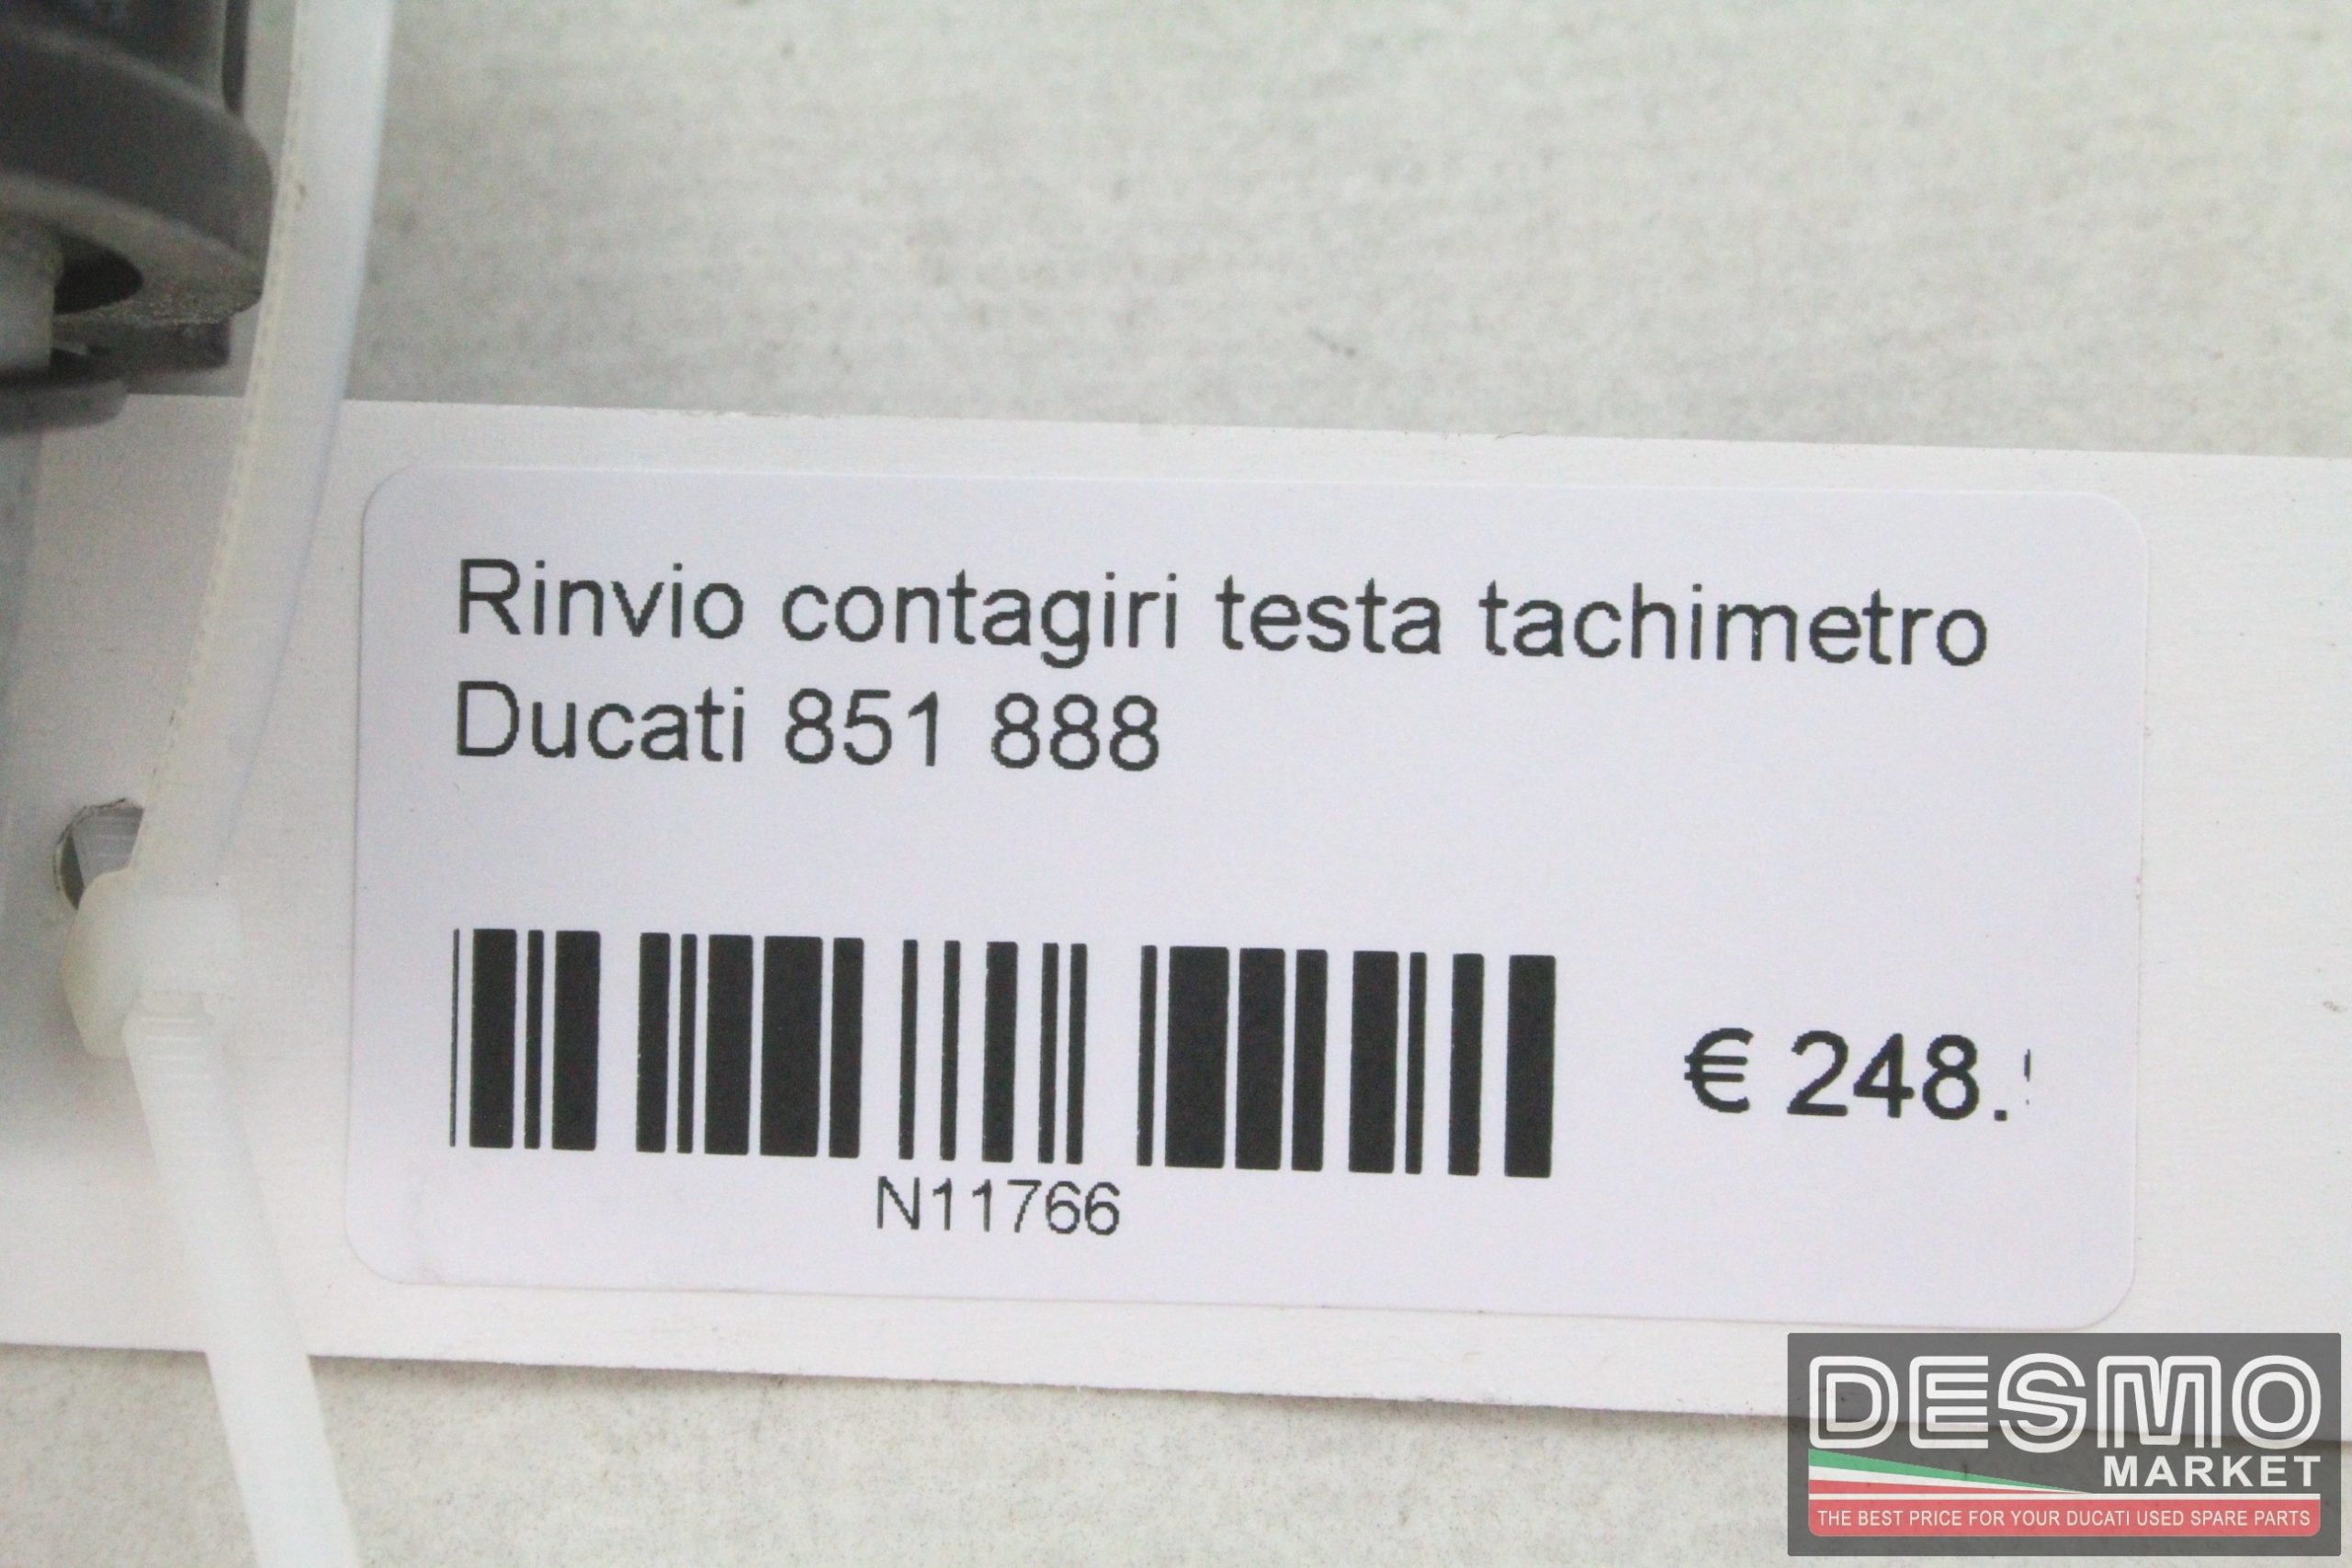 Rinvio contagiri testa tachimetro
Ducati 851 888
€ 248.
N11766
DESMO
MARKET
THE BEST PRICE FOR YOUR DUCATI USED SPARE PARTS